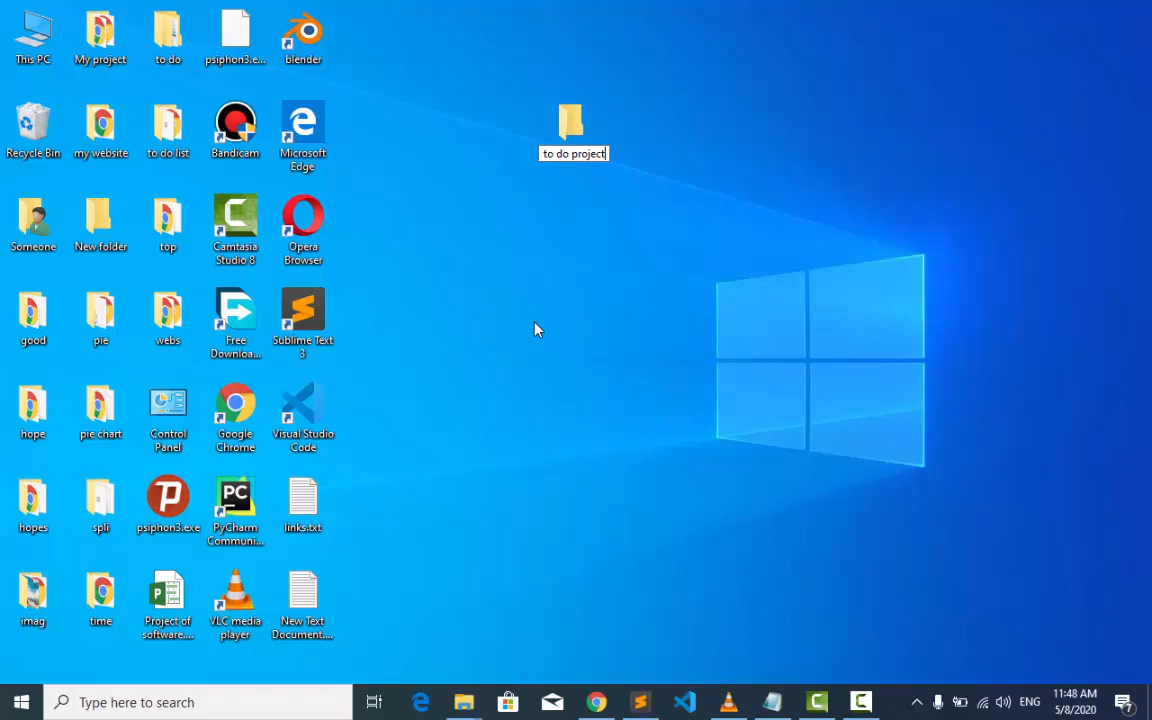 This PC
My project
to do
psiphon3.e...
blender
to do project
Recycle Bin
my website
to do list
Bandicam
Microsoft
Edge
Someone
New folder
top
Camtasia
Studio 8
Opera
Browser
good
pie
webs
Free
Downloa...
Sublime Text
3
hope
pie chart
Control
Panel
Google
Chrome
Visual Studio
Code
hopes
spli
psiphon3.exe
PC
PyCharm
Communi...
links.txt
imag
time
Project of
software....
VLC media
player
New Text
Document....
Type here to search
ENG
11:48 AM
5/8/2020
7